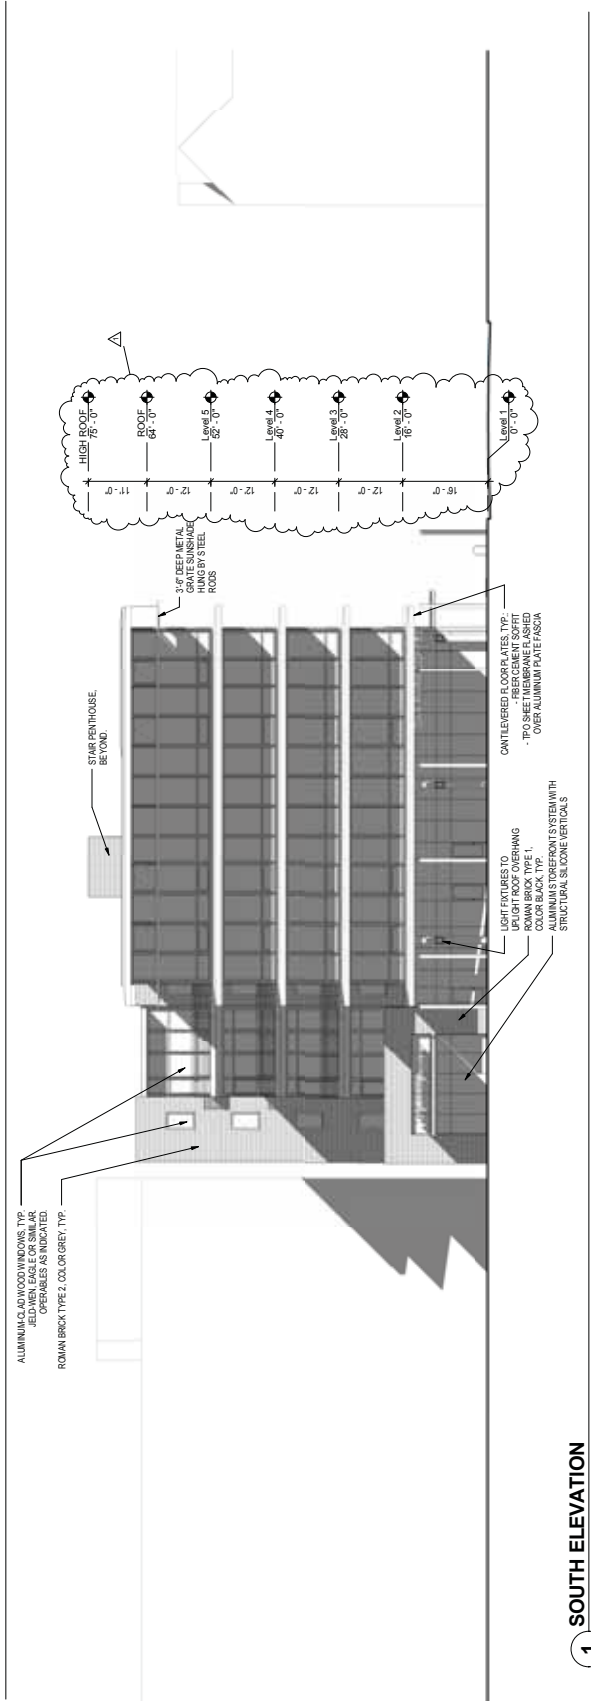 ALUMINUM-CLAD WOOD WINDOWS, TYP.
JELD-WEN, EAGLE OR SIMILAR.
OPERABLES AS INDICATED.
ROMAN BRICK TYPE 2, COLOR GREY, TYP.
STAIR PENTHOUSE,
BEYOND.
3'-6" DEEP METAL
GRATE SUNSHADE
HUNG BY STEEL
RODS
HIGH ROOF
75' - 0"
ROOF
64' - 0"
Level 5
52' - 0"
Level 4
40' - 0"
Level 3
28' - 0"
Level 2
16' - 0"
Level 1
0' - 0"
11' - 0"
12' - 0"
12' - 0"
12' - 0"
12' - 0"
16' - 0"
1
LIGHT FIXTURES TO
UPLIGHT ROOF OVERHANG
ROMAN BRICK TYPE 1,
COLOR BLACK, TYP.
ALUMINUM STOREFRONT SYSTEM WITH
STRUCTURAL SILICONE VERTICALS
CANTILEVERED FLOOR PLATES, TYP.:
- FIBER CEMENT SOFFIT
- TPO SHEET MEMBRANE FLASHED
OVER ALUMINUM PLATE FASCIA
1 SOUTH ELEVATION